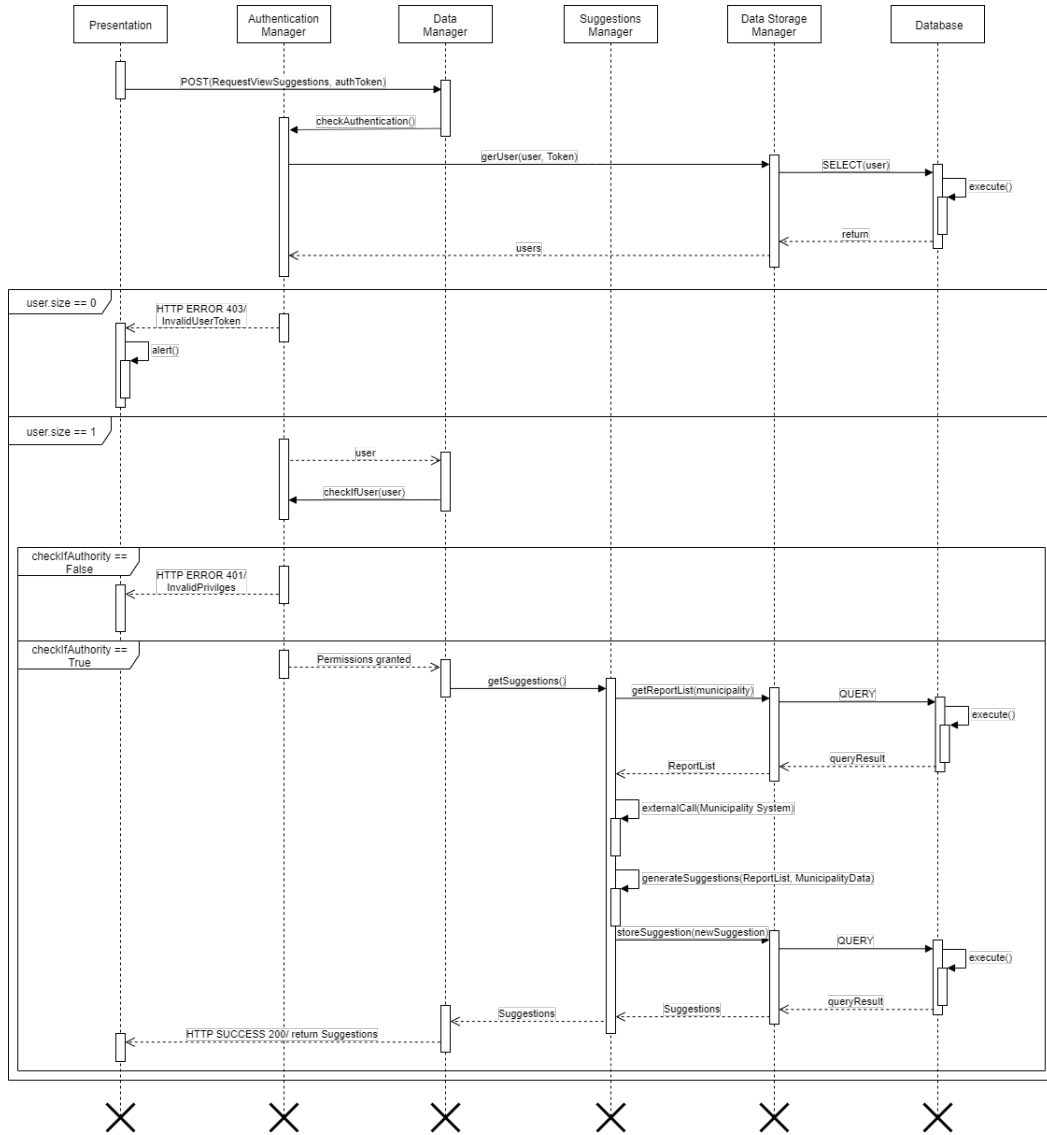 Presentation
Authentication
Manager
Data
Manager
Suggestions
Manager
Data Storage
Manager
Database
POST(RequestViewSuggestions, authToken)
checkAuthentication()
gerUser(user, Token)
SELECT(user)
execute()
return
users
user.size == 0
HTTP ERROR 403/
InvalidUserToken
alert()
user.size == 1
user
checkIfUser(user)
checkIfAuthority ==
False
HTTP ERROR 401/
InvalidPrivilges
checkIfAuthority ==
True
Permissions granted
getSuggestions()
getReportList(municipality)
QUERY
execute()
queryResult
ReportList
externalCall(Municipality System)
generateSuggestions(ReportList, MunicipalityData)
storeSuggestion(newSuggestion)
QUERY
execute()
queryResult
Suggestions
Suggestions
HTTP SUCCESS 200/ return Suggestions